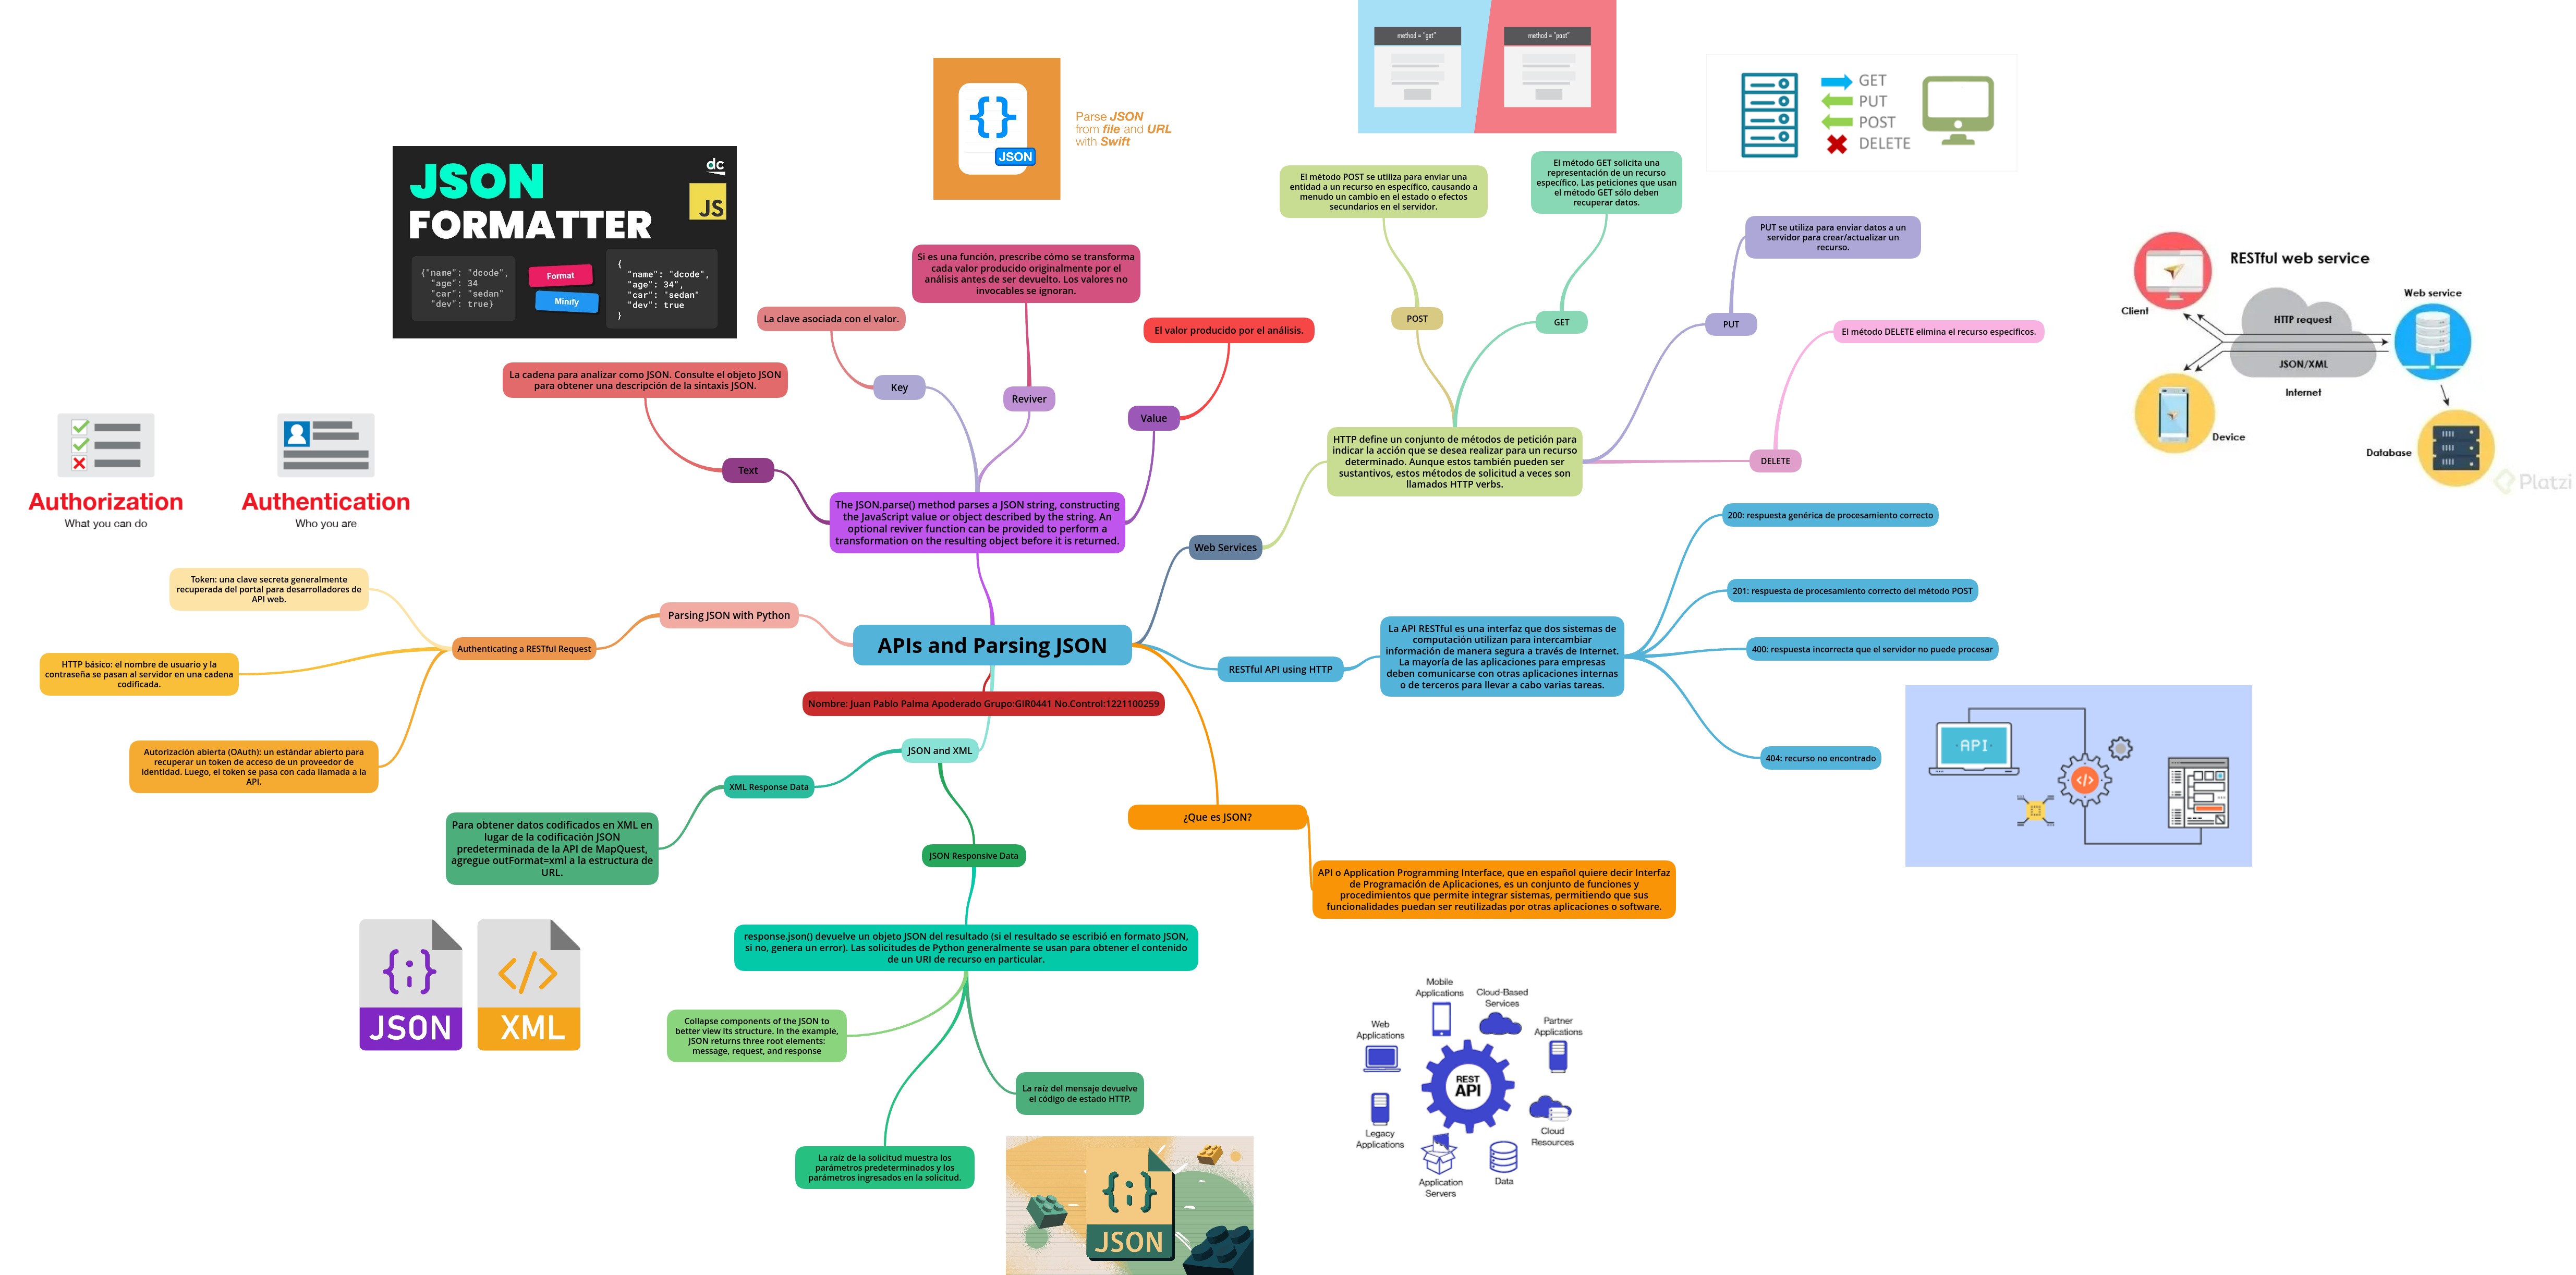 method = "get"
method = "post"
GET
PUT
POST
DELETE
Parse JSON
from file and URL
with Swift
JSON
JSON
FORMATTER
dc
JS
{"name": "dcode",
"age": 34
"car": "sedan"
"dev": true}
Format
Minify
{
"name": "dcode",
"age": 34",
"car": "sedan"
"dev": true
}
El método POST se utiliza para enviar una
entidad a un recurso en específico, causando a
menudo un cambio en el estado o efectos
secundarios en el servidor.
El método GET solicita una
representación de un recurso
específico. Las peticiones que usan
el método GET sólo deben
recuperar datos.
PUT se utiliza para enviar datos a un
servidor para crear/actualizar un
recurso.
El método DELETE elimina el recurso especificos.
POST
GET
PUT
DELETE
HTTP define un conjunto de métodos de petición para
indicar la acción que se desea realizar para un recurso
determinado. Aunque estos también pueden ser
sustantivos, estos métodos de solicitud a veces son
llamados HTTP verbs.
Web Services
RESTful web service
Client
HTTP request
Web service
JSON/XML
Internet
Device
Database
Platzi
Si es una función, prescribe cómo se transforma
cada valor producido originalmente por el
análisis antes de ser devuelto. Los valores no
invocables se ignoran.
La clave asociada con el valor.
El valor producido por el análisis.
La cadena para analizar como JSON. Consulte el objeto JSON
para obtener una descripción de la sintaxis JSON.
Key
Reviver
Value
Text
The JSON.parse() method parses a JSON string, constructing
the JavaScript value or object described by the string. An
optional reviver function can be provided to perform a
transformation on the resulting object before it is returned.
Authorization
What you can do
Authentication
Who you are
Token: una clave secreta generalmente
recuperada del portal para desarrolladores de
API web.
HTTP básico: el nombre de usuario y la
contraseña se pasan al servidor en una cadena
codificada.
Autorización abierta (OAuth): un estándar abierto para
recuperar un token de acceso de un proveedor de
identidad. Luego, el token se pasa con cada llamada a la
API.
Authenticating a RESTful Request
Parsing JSON with Python
APIs and Parsing JSON
Nombre: Juan Pablo Palma Apoderado Grupo:GIR0441 No.Control:1221100259
RESTful API using HTTP
La API RESTful es una interfaz que dos sistemas de
computación utilizan para intercambiar
información de manera segura a través de Internet.
La mayoría de las aplicaciones para empresas
deben comunicarse con otras aplicaciones internas
o de terceros para llevar a cabo varias tareas.
200: respuesta genérica de procesamiento correcto
201: respuesta de procesamiento correcto del método POST
400: respuesta incorrecta que el servidor no puede procesar
404: recurso no encontrado
API
JSON and XML
XML Response Data
Para obtener datos codificados en XML en
lugar de la codificación JSON
predeterminada de la API de MapQuest,
agregue outFormat=xml a la estructura de
URL.
JSON
XML
JSON Responsive Data
response.json() devuelve un objeto JSON del resultado (si el resultado se escribió en formato JSON,
si no, genera un error). Las solicitudes de Python generalmente se usan para obtener el contenido
de un URI de recurso en particular.
Collapse components of the JSON to
better view its structure. In the example,
JSON returns three root elements:
message, request, and response
La raíz del mensaje devuelve
el código de estado HTTP.
La raíz de la solicitud muestra los
parámetros predeterminados y los
parámetros ingresados en la solicitud.
JSON
¿Que es JSON?
API o Application Programming Interface, que en español quiere decir Interfaz
de Programación de Aplicaciones, es un conjunto de funciones y
procedimientos que permite integrar sistemas, permitiendo que sus
funcionalidades puedan ser reutilizadas por otras aplicaciones o software.
Mobile
Applications
Cloud-Based
Services
Web
Applications
Partner
Applications
REST
API
Legacy
Applications
Cloud
Resources
Application
Servers
Data